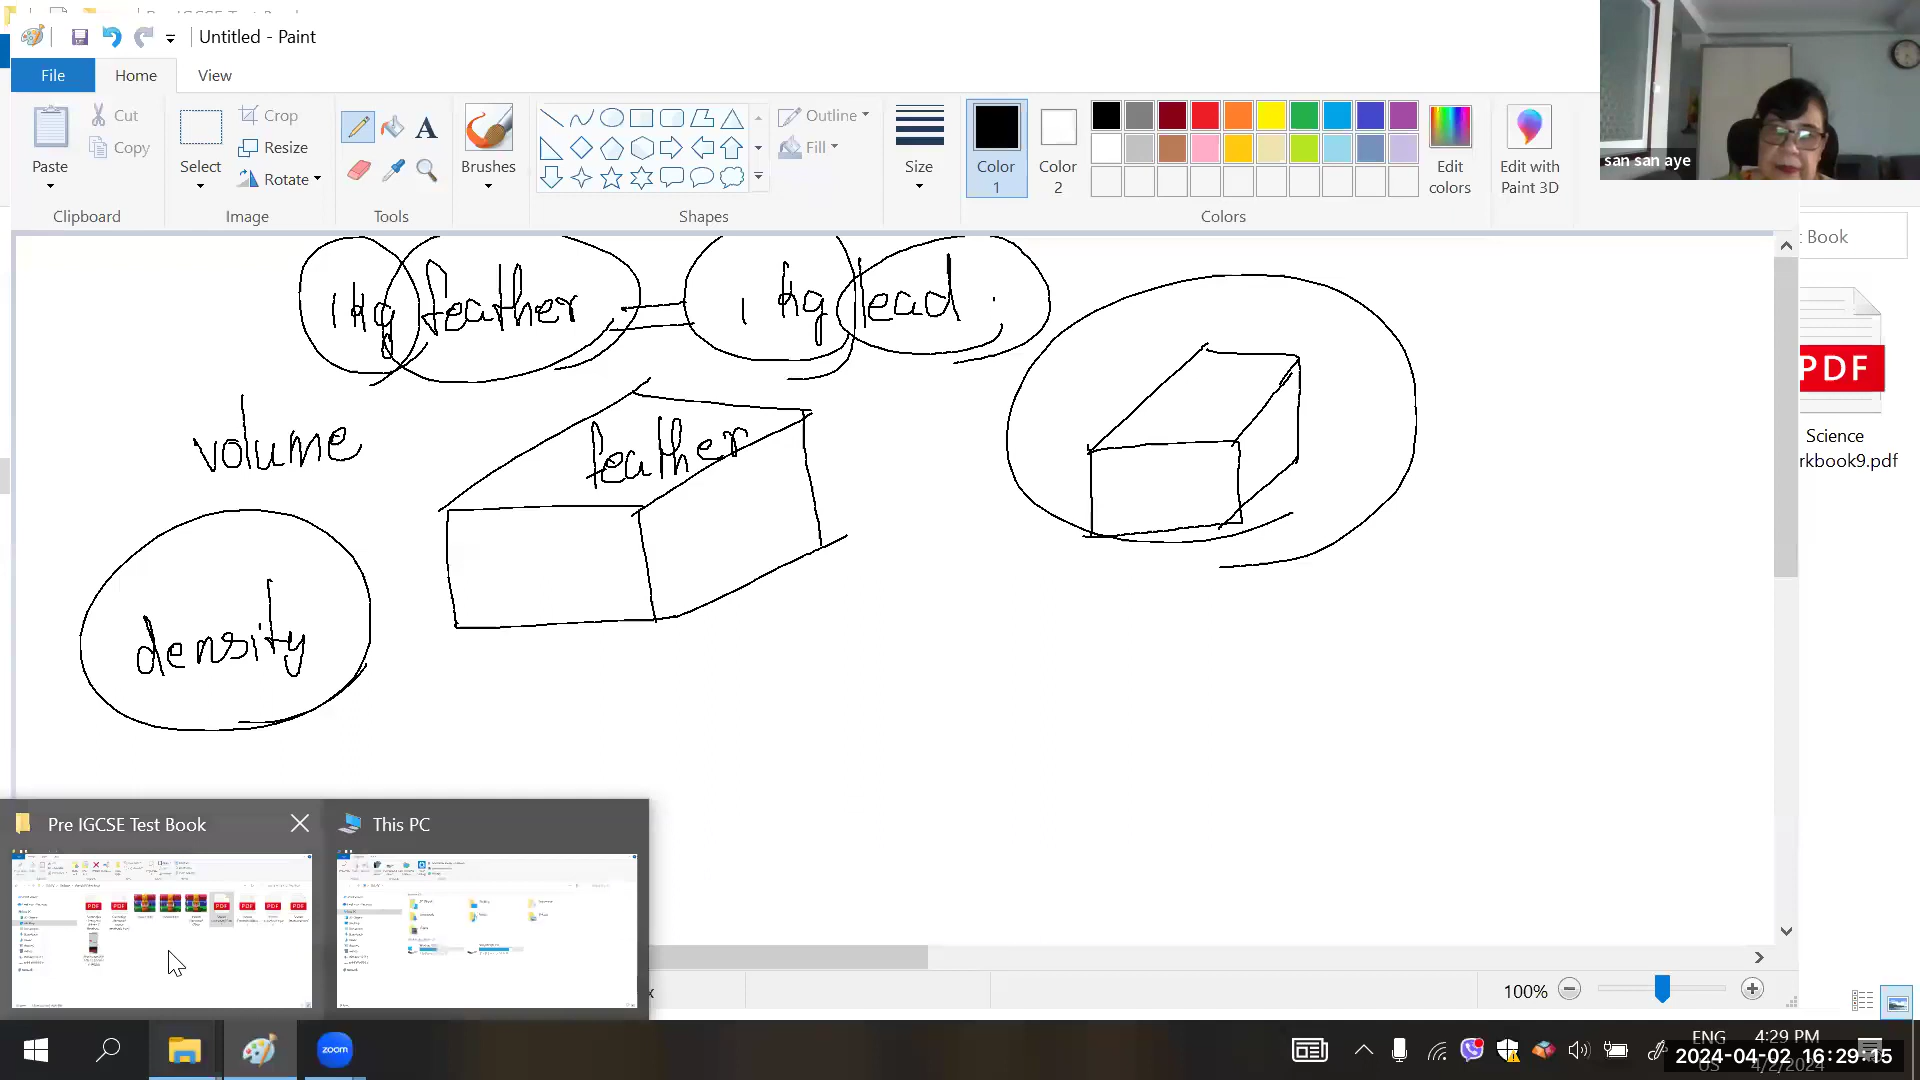 Untitled - Paint
File
Home
View
Paste
Cut
Copy
Clipboard
Select
Crop
Resize
Rotate
Image
Tools
Brushes
Shapes
Outline
Fill
Size
Color 1
Color 2
Edit colors
Edit with Paint 3D
Colors
san san aye
Book
1 kg feather = 1 kg lead.
volume
feather
density
PDF
Science
rkbook9.pdf
Pre IGCSE Test Book
This PC
100%
zoom
ENG
4:29 PM
2024-04-02 16:29:15